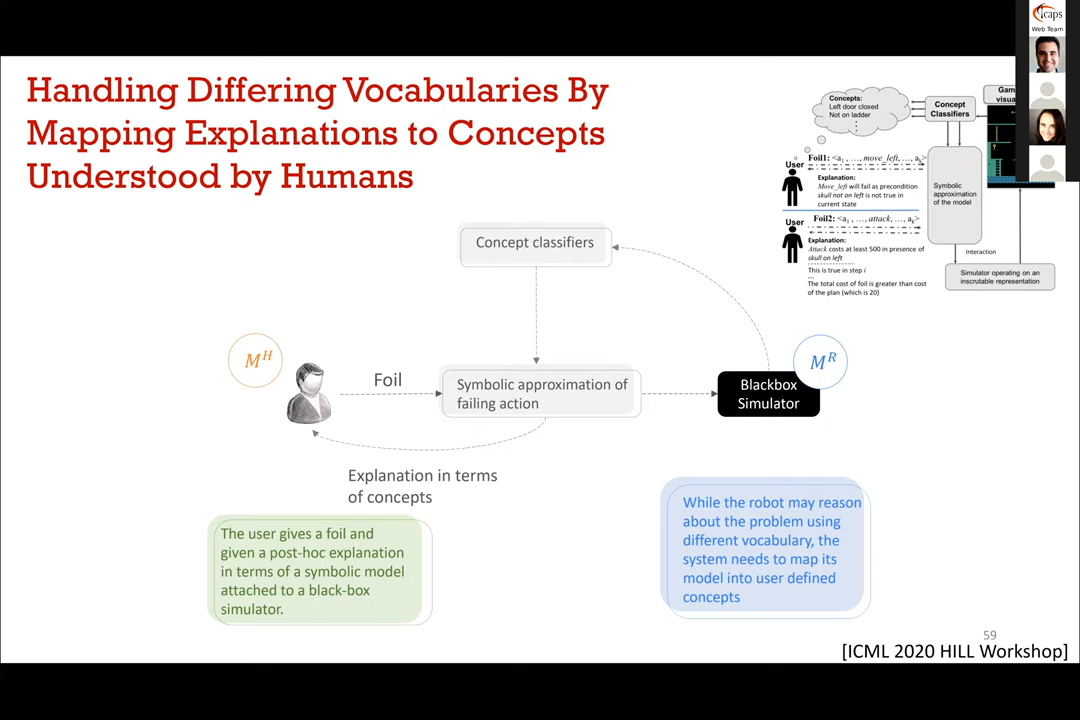 icaps
Web Team
Handling Differing Vocabularies By
Mapping Explanations to Concepts
Understood by Humans
Concepts:
Left door closed
Not on ladder
Concept
Classifiers
User
Foil1: <a1 , …, move_left, …, ak>
Explanation:
Move_left will fail as precondition
skull not on left is not true in
current state
User
Foil2: <a1 , …, attack, …, ak>
Explanation:
Attack costs at least 500 in presence of
skull on left
This is true in step i
....
The total cost of foil is greater than cost
of the plan (which is 20)
Symbolic
approximation
of the model
Interaction
Simulator operating on an
inscrutable representation
Concept classifiers
M^H
Foil
Symbolic approximation of
failing action
Blackbox
Simulator
M^R
Explanation in terms
of concepts
The user gives a foil and
given a post-hoc explanation
in terms of a symbolic model
attached to a black-box
simulator.
While the robot may reason
about the problem using
different vocabulary, the
system needs to map its
model into user defined
concepts
59
[ICML 2020 HILL Workshop]